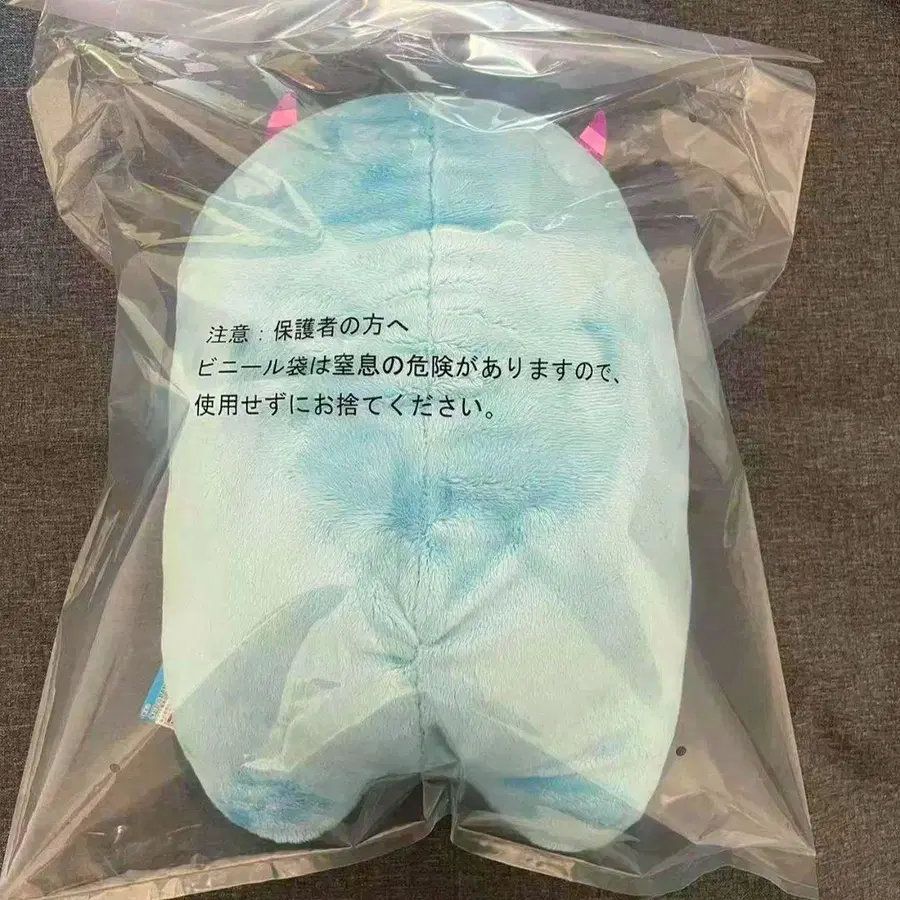 注意：保護者の方へ
ビニール袋は窒息の危険がありますので、
使用せずにお捨てください。